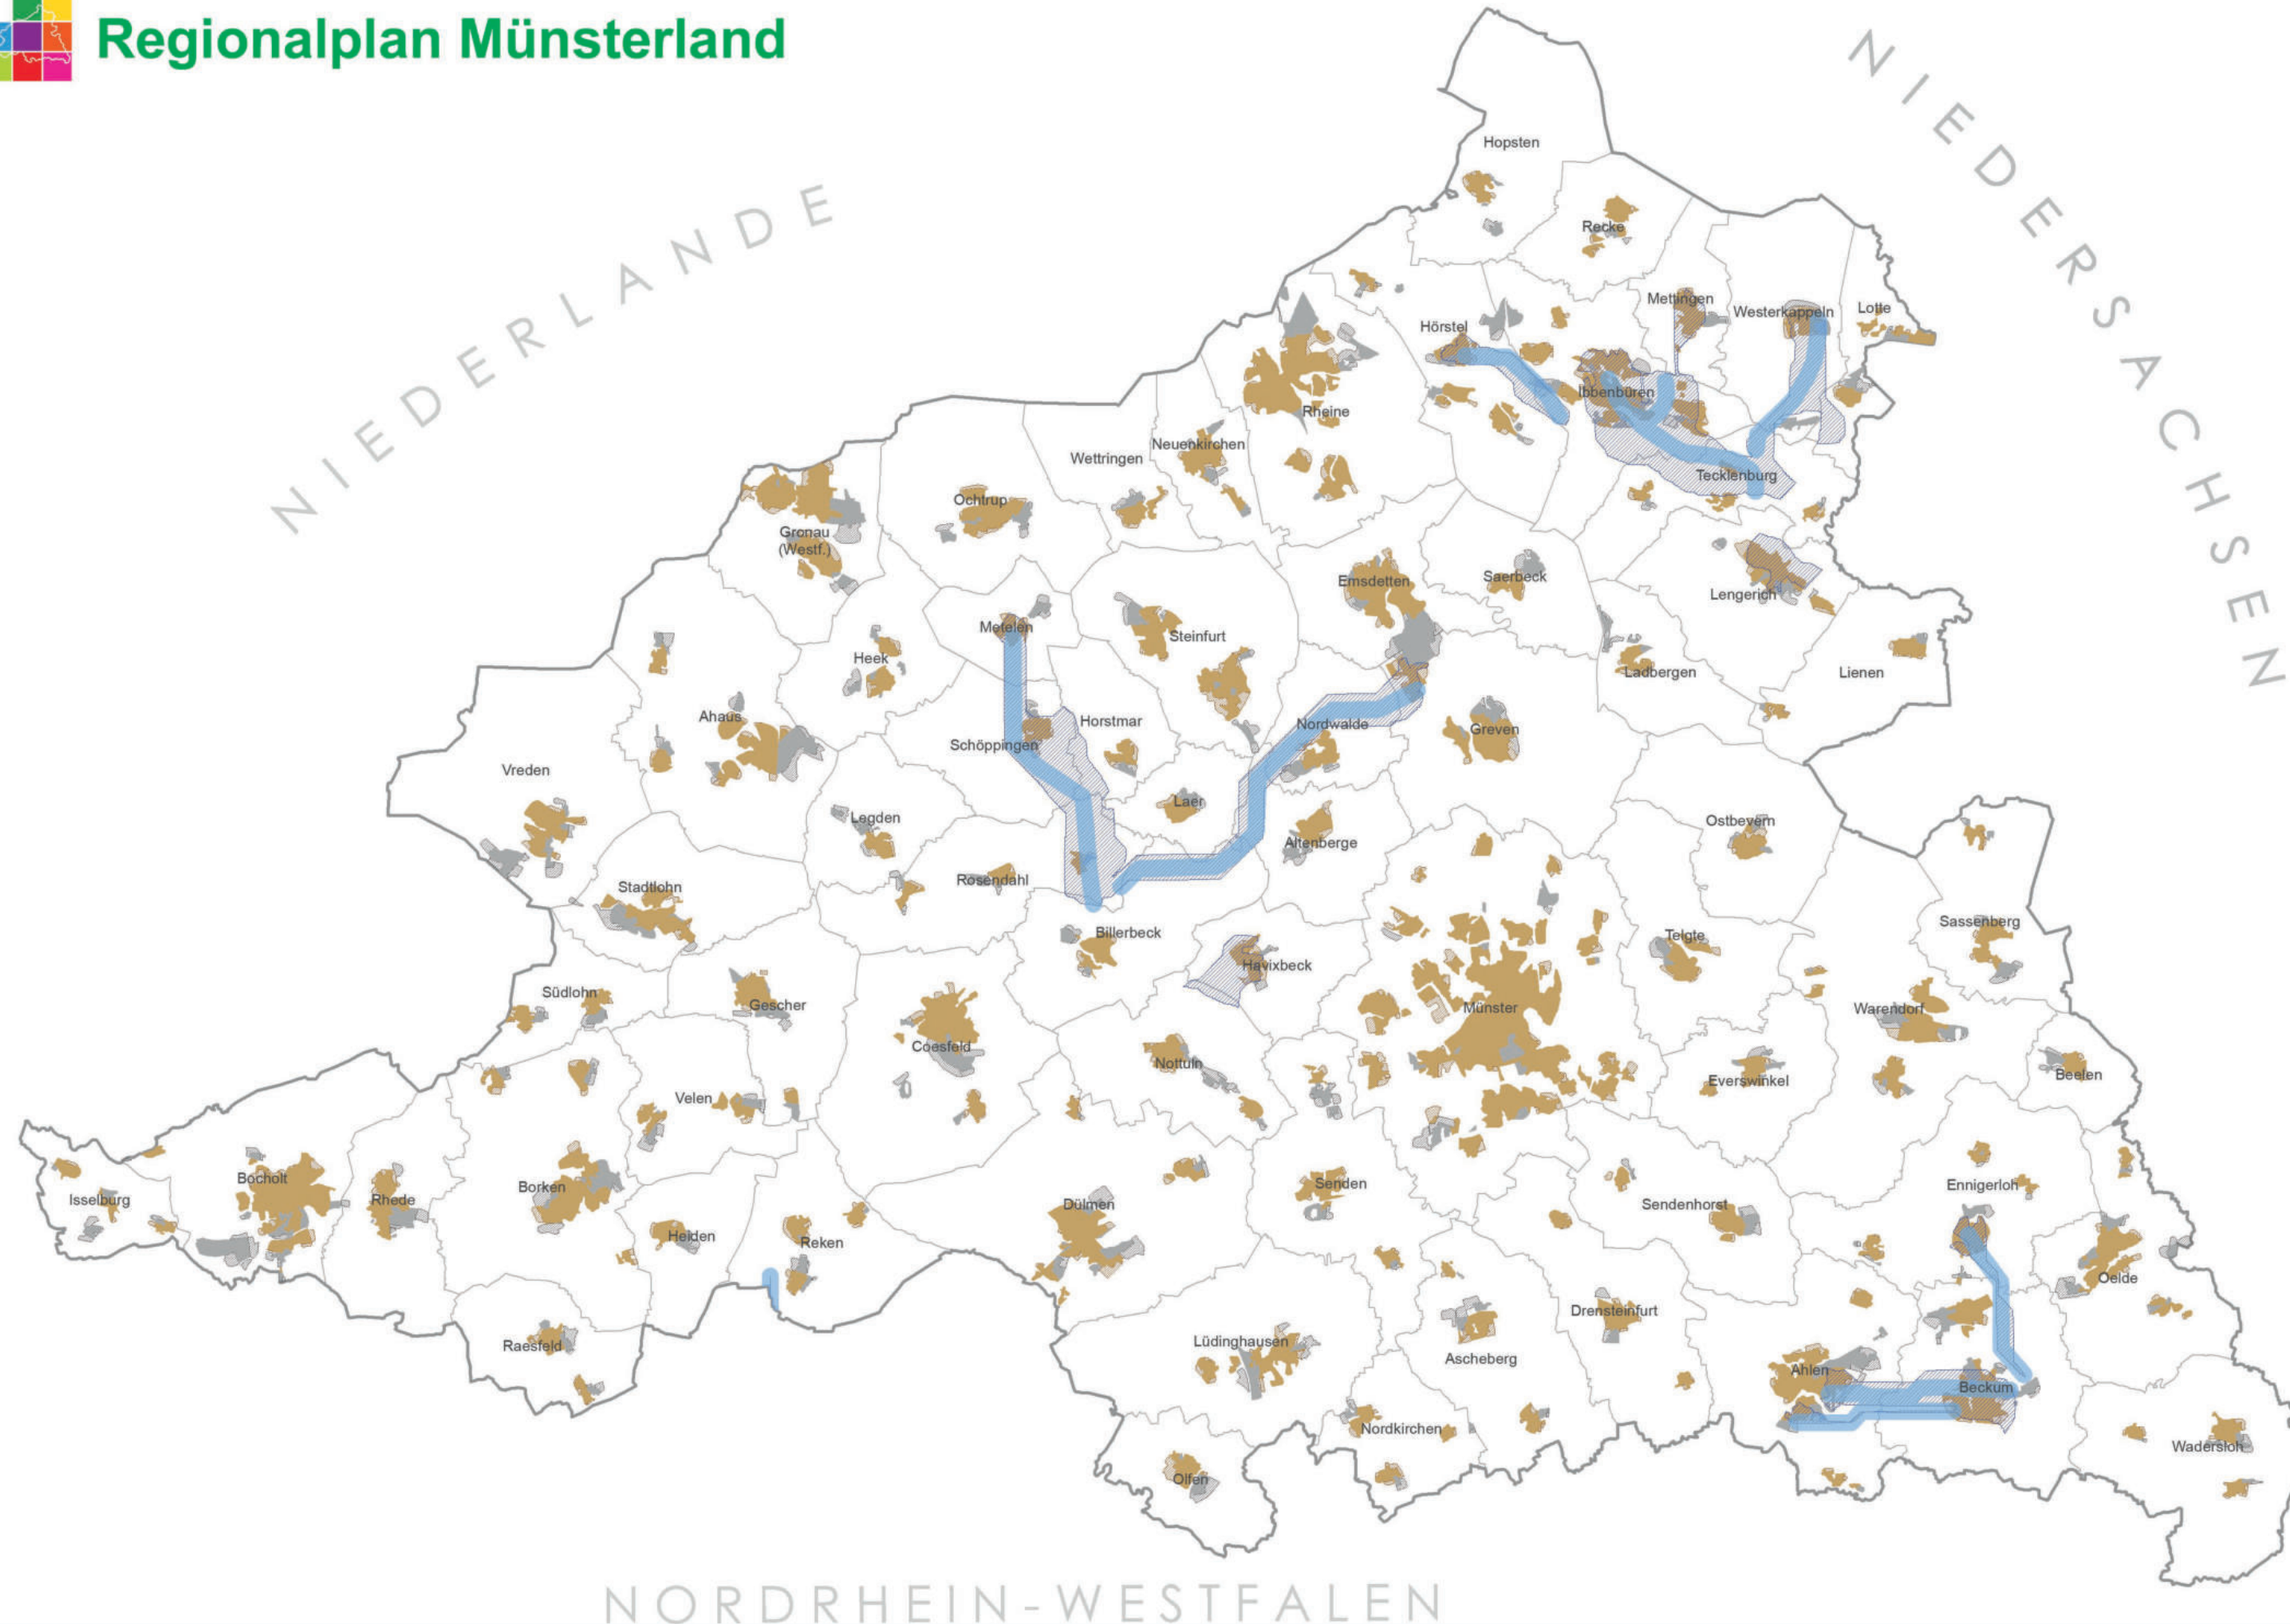 Regionalplan Münsterland
NIEDERLANDE
NIEDERSACHSEN
Hopsten
Recke
Mettingen
Westerkappeln
Lotte
Hörstel
Ibbenbüren
Rheine
Neuenkirchen
Wettringen
Tecklenburg
Ochtrup
Gronau
(Westf.)
Emsdetten
Saerbeck
Lengerich
Metelen
Steinfurt
Heek
Ladbergen
Lienen
Ahaus
Horstmar
Nordwalde
Greven
Schöppingen
Vreden
Laer
Legden
Ostbevern
Altenberge
Rosendahl
Stadtlohn
Sassenberg
Billerbeck
Telgte
Havixbeck
Südlohn
Gescher
Münster
Warendorf
Coesfeld
Nottuln
Beelen
Everswinkel
Velen
Bocholt
Isselburg
Rhede
Borken
Dülmen
Senden
Ennigerloh
Sendenhorst
Heiden
Reken
Oelde
Drensteinfurt
Raesfeld
Lüdinghausen
Ascheberg
Ahlen
Beckum
Nordkirchen
Wadersloh
Olfen
NORDRHEIN-WESTFALEN